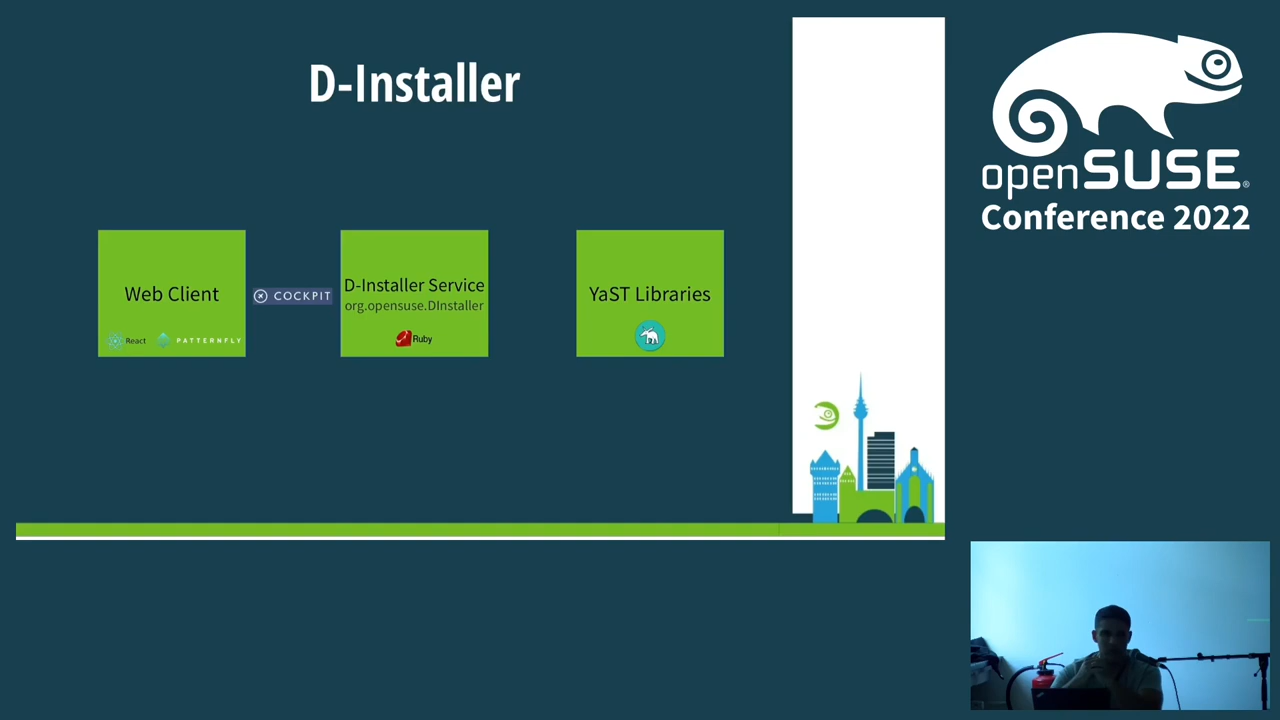 D-Installer
Web Client
React
PATTERNFLY
COCKPIT
D-Installer Service
org.opensuse.DInstaller
Ruby
YaST Libraries
openSUSE®
Conference 2022